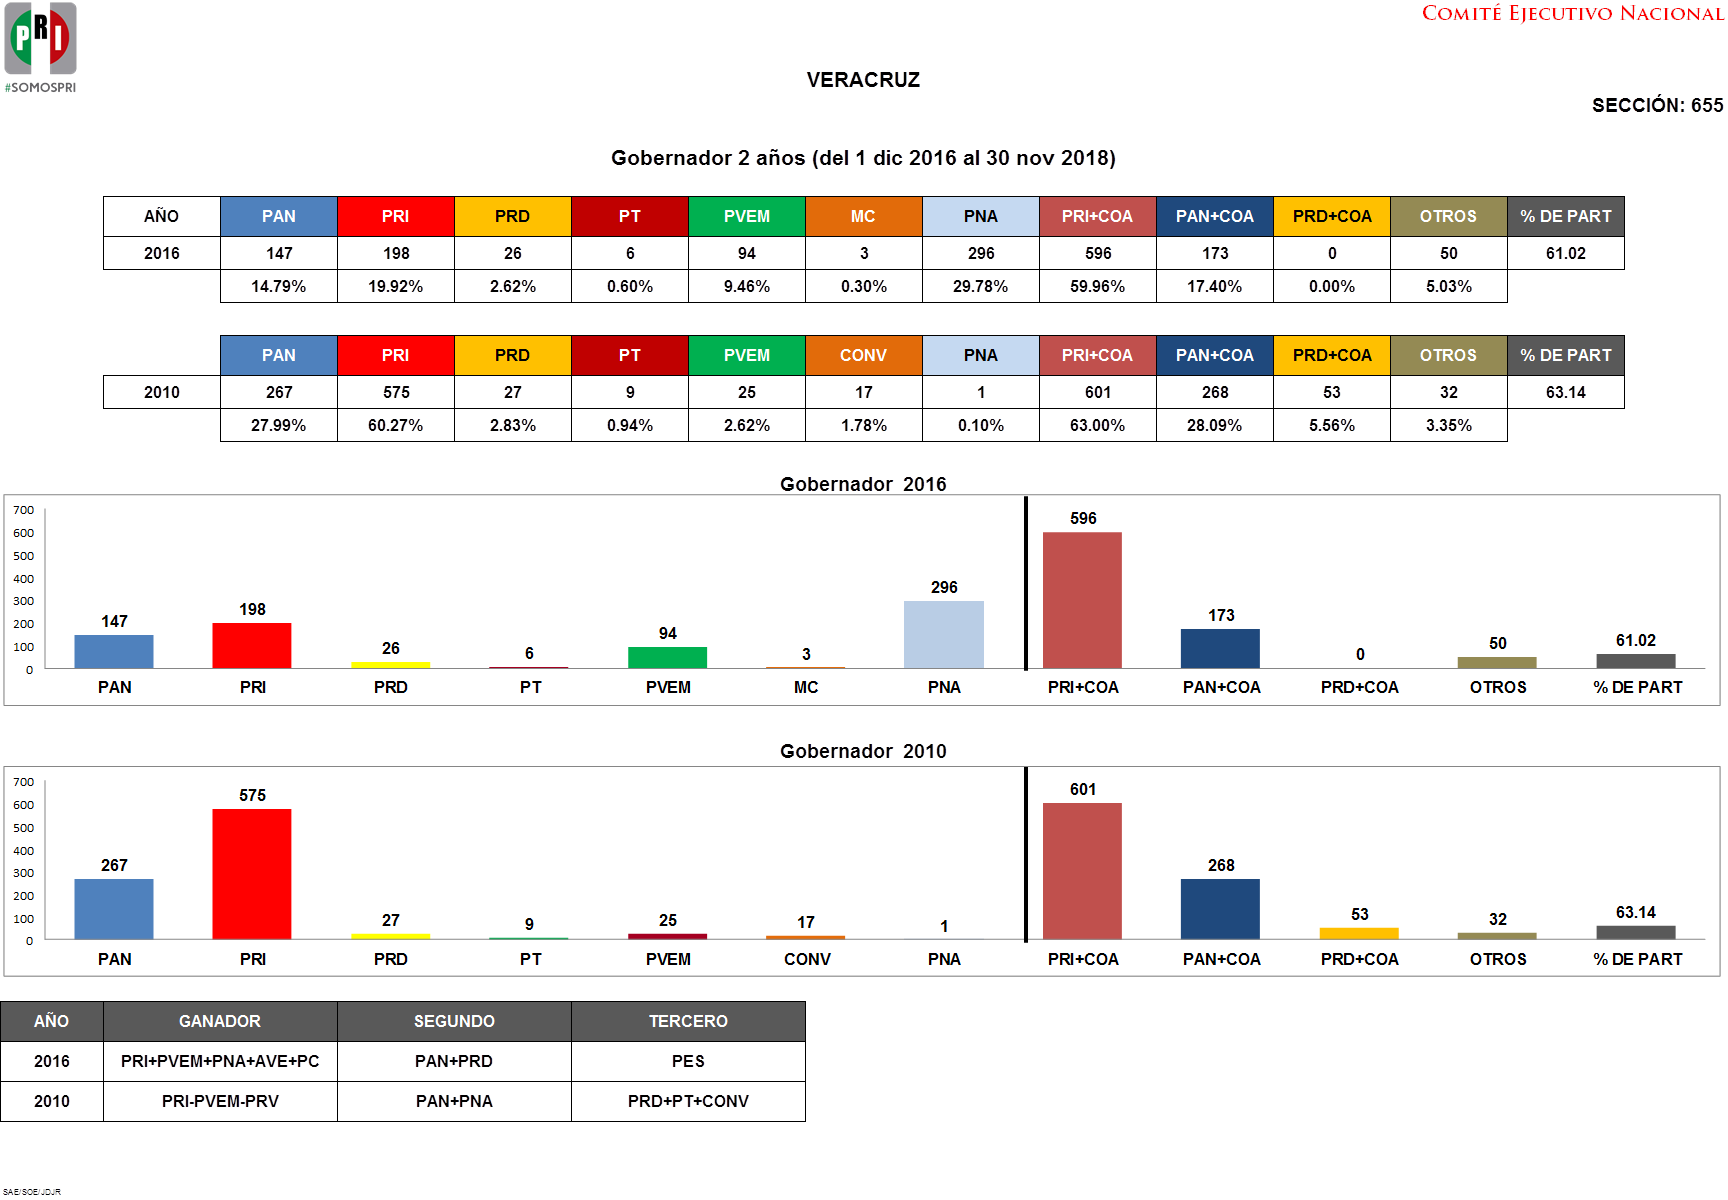 PRI
#SOMOSPRI
COMITÉ EJECUTIVO NACIONAL
VERACRUZ
SECCIÓN: 655
Gobernador 2 años (del 1 dic 2016 al 30 nov 2018)
AÑO PAN PRI PRD PT PVEM MC PNA PRI+COA PAN+COA PRD+COA OTROS % DE PART
2016 147 198 26 6 94 3 296 596 173 0 50 61.02
14.79% 19.92% 2.62% 0.60% 9.46% 0.30% 29.78% 59.96% 17.40% 0.00% 5.03%
PAN PRI PRD PT PVEM CONV PNA PRI+COA PAN+COA PRD+COA OTROS % DE PART
2010 267 575 27 9 25 17 1 601 268 53 32 63.14
27.99% 60.27% 2.83% 0.94% 2.62% 1.78% 0.10% 63.00% 28.09% 5.56% 3.35%
Gobernador 2016
700
600
500
400
300
200
100
0
147 198 26 6 94 3 296 596 173 0 50 61.02
PAN PRI PRD PT PVEM MC PNA PRI+COA PAN+COA PRD+COA OTROS % DE PART
Gobernador 2010
700
600
500
400
300
200
100
0
267 575 27 9 25 17 1 601 268 53 32 63.14
PAN PRI PRD PT PVEM CONV PNA PRI+COA PAN+COA PRD+COA OTROS % DE PART
AÑO GANADOR SEGUNDO TERCERO
2016 PRI+PVEM+PNA+AVE+PC PAN+PRD PES
2010 PRI-PVEM-PRV PAN+PNA PRD+PT+CONV
SAE/SOE/JDJR